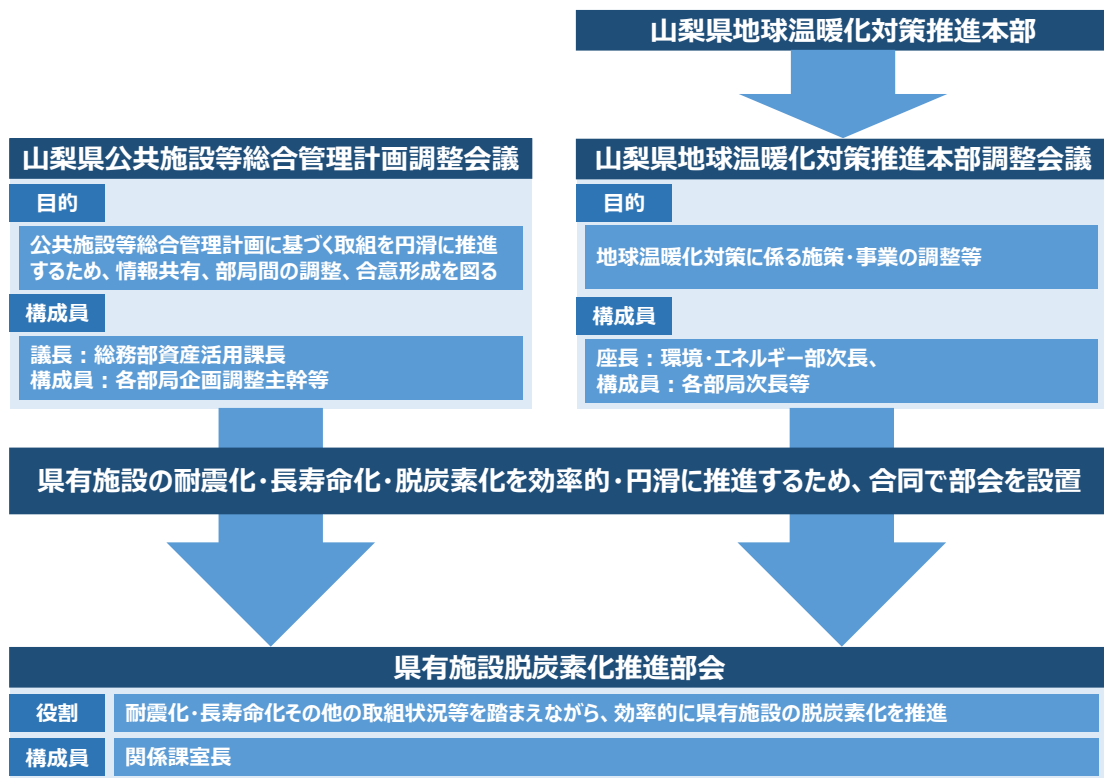 山梨県地球温暖化対策推進本部
山梨県公共施設等総合管理計画調整会議
目的
公共施設等総合管理計画に基づく取組を円滑に推進
するため、情報共有、部局間の調整、合意形成を図る
構成員
議長：総務部資産活用課長
構成員：各部局企画調整主幹等
山梨県地球温暖化対策推進本部調整会議
目的
地球温暖化対策に係る施策・事業の調整等
構成員
座長：環境・エネルギー部次長、
構成員：各部局次長等
県有施設の耐震化・長寿命化・脱炭素化を効率的・円滑に推進するため、合同で部会を設置
県有施設脱炭素化推進部会
役割
耐震化・長寿命化その他の取組状況等を踏まえながら、効率的に県有施設の脱炭素化を推進
構成員
関係課室長